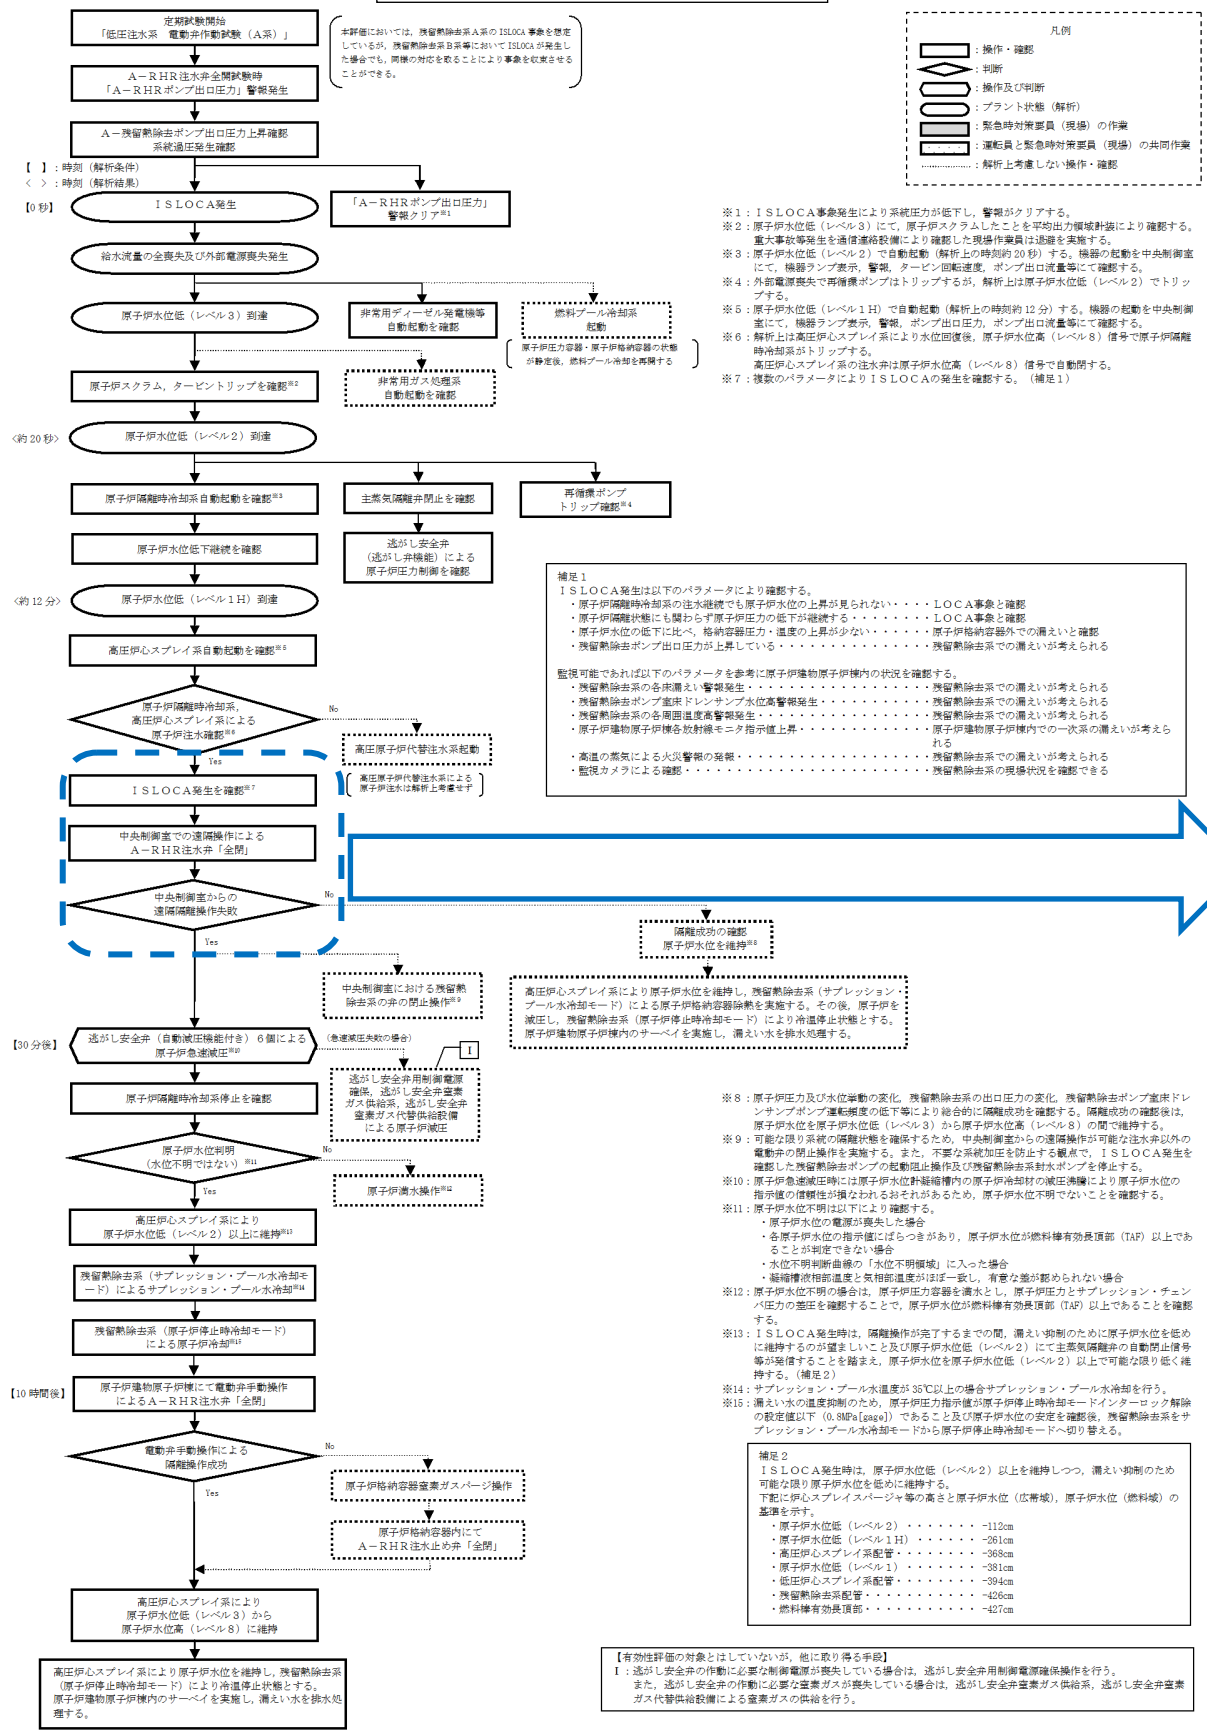 定期試験開始
「低圧注水系　電動弁作動試験（A系）」
本評価においては，残留熱除去系A系のISLOCA事象を想定
しているが，残留熱除去系B系等においてISLOCAが発生し
た場合でも，同様の対応を取ることにより事象を収束させる
ことができる。
凡例
：操作・確認
：判断
：操作及び判断
：プラント状態（解析）
：緊急時対策要員（現場）の作業
：運転員と緊急時対策要員（現場）の共同作業
：解析上考慮しない操作・確認
A－RHR注水弁全開試験時
「A－RHRポンプ出口圧力」警報発生
A－残留熱除去ポンプ出口圧力上昇確認
系統過圧発生確認
【　】：時刻（解析条件）
＜　＞：時刻（解析結果）
【0秒】
ISLOCA発生
「A－RHRポンプ出口圧力」
警報クリア※1
給水流量の全喪失及び外部電源喪失発生
原子炉水位低（レベル3）到達
非常用ディーゼル発電機等
自動起動を確認
燃料プール冷却系
起動
原子炉圧力容器・原子炉格納容器の状態
が静定後，燃料プール冷却を再開する
原子炉スクラム，タービントリップを確認※2
非常用ガス処理系
自動起動を確認
※1：ISLOCA事象発生により系統圧力が低下し，警報がクリアする。
※2：原子炉水位低（レベル3）にて，原子炉スクラムしたことを平均出力領域計装により確認する。
重大事故等発生を通信連絡設備により確認した現場作業員は退避を実施する。
※3：原子炉水位低（レベル2）で自動起動（解析上の時刻約20秒）する。機器の起動を中央制御室
にて，機器ランプ表示，警報，タービン回転速度，ポンプ出口流量等にて確認する。
※4：外部電源喪失で再循環ポンプはトリップするが，解析上は原子炉水位低（レベル2）でトリッ
プする。
※5：原子炉水位低（レベル1H）で自動起動（解析上の時刻約12分）する。機器の起動を中央制御
室にて，機器ランプ表示，警報，ポンプ出口圧力，ポンプ出口流量等にて確認する。
※6：解析上は高圧炉心スプレイ系により水位回復後，原子炉水位高（レベル8）信号で原子炉隔離
時冷却系がトリップする。
高圧炉心スプレイ系の注水弁は原子炉水位高（レベル8）信号で自動閉する。
※7：複数のパラメータによりISLOCAの発生を確認する。（補足1）
<約20秒>
原子炉水位低（レベル2）到達
原子炉隔離時冷却系自動起動を確認※3
主蒸気隔離弁閉止を確認
再循環ポンプ
トリップ確認※4
原子炉水位低下継続を確認
逃がし安全弁
（逃がし弁機能）による
原子炉圧力制御を確認
<約12分>
原子炉水位低（レベル1H）到達
高圧炉心スプレイ系自動起動を確認※5
原子炉隔離時冷却系，
高圧炉心スプレイ系による
原子炉注水確認※6
No
Yes
高圧原子炉代替注水系起動
高圧原子炉代替注水系による
原子炉注水は解析上考慮せず
補足1
ISLOCA発生は以下のパラメータにより確認する。
・原子炉隔離時冷却系の注水継続でも原子炉水位の上昇が見られない・・・・LOCA事象と確認
・原子炉隔離状態にも関わらず原子炉圧力の低下が継続する・・・・・・・・LOCA事象と確認
・原子炉水位の低下に比べ，格納容器圧力・温度の上昇が少ない・・・・・・原子炉格納容器外での漏えいと確認
・残留熱除去ポンプ出口圧力が上昇している・・・・・・・・・・・・・・・残留熱除去系での漏えいが考えられる
監視可能であれば以下のパラメータを参考に原子炉建物原子炉棟内の状況を確認する。
・残留熱除去系の各床漏えい警報発生・・・・・・・・・・・・・・・・・・残留熱除去系での漏えいが考えられる
・残留熱除去ポンプ室床ドレンサンプ水位高警報発生・・・・・・・・・・・残留熱除去系での漏えいが考えられる
・残留熱除去系の各周囲温度高警報発生・・・・・・・・・・・・・・・・・残留熱除去系での漏えいが考えられる
・原子炉建物原子炉棟各放射線モニタ指示値上昇・・・・・・・・・・・・・原子炉建物原子炉棟内での一次系の漏えいが考えら
れる
・高温の蒸気による火災警報の発報・・・・・・・・・・・・・・・・・・・残留熱除去系での漏えいが考えられる
・監視カメラによる確認・・・・・・・・・・・・・・・・・・・・・・・・残留熱除去系の現場状況を確認できる
ISLOCA発生を確認※7
中央制御室での遠隔操作による
A－RHR注水弁「全閉」
中央制御室からの
遠隔隔離操作失敗
No
Yes
隔離成功の確認
原子炉水位を維持※8
中央制御室における残留熱
除去系の弁の閉止操作※9
高圧炉心スプレイ系により原子炉水位を維持し，残留熱除去系（サプレッション・
プール水冷却モード）による原子炉格納容器除熱を実施する。その後，原子炉を
減圧し，残留熱除去系（原子炉停止時冷却モード）により冷温停止状態とする。
原子炉建物原子炉棟内のサーベイを実施し，漏えい水を排水処理する。
【30分後】
逃がし安全弁（自動減圧機能付き）6個による
原子炉急速減圧※10
（急速減圧失敗の場合）
I
逃がし安全弁用制御電源
確保，逃がし安全弁窒素
ガス供給系，逃がし安全弁
窒素ガス代替供給設備
による原子炉減圧
原子炉隔離時冷却系停止を確認
原子炉水位判明
（水位不明ではない）※11
No
Yes
原子炉満水操作※12
高圧炉心スプレイ系により
原子炉水位低（レベル2）以上に維持※13
残留熱除去系（サプレッション・プール水冷却モ
ード）によるサプレッション・プール水冷却※14
残留熱除去系（原子炉停止時冷却モード）
による原子炉冷却※15
【10時間後】
原子炉建物原子炉棟にて電動弁手動操作
によるA－RHR注水弁「全閉」
電動弁手動操作による
隔離操作成功
No
Yes
原子炉格納容器窒素ガスパージ操作
原子炉格納容器内にて
A－RHR注水止め弁「全閉」
高圧炉心スプレイ系により
原子炉水位低（レベル3）から
原子炉水位高（レベル8）に維持
高圧炉心スプレイ系により原子炉水位を維持し，残留熱除去系
（原子炉停止時冷却モード）により冷温停止状態とする。
原子炉建物原子炉棟内のサーベイを実施し，漏えい水を排水処
理する。
※8：原子炉圧力及び水位挙動の変化，残留熱除去系の出口圧力の変化，残留熱除去ポンプ室床ドレ
ンサンプポンプ運転頻度の低下等により総合的に隔離成功を確認する。隔離成功の確認後は，
原子炉水位を原子炉水位低（レベル3）から原子炉水位高（レベル8）の間で維持する。
※9：可能な限り系統の隔離状態を確保するため，中央制御室からの遠隔操作が可能な注水弁以外の
電動弁の閉止操作を実施する。また，不要な系統加圧を防止する観点で，ISLOCA発生を
確認した残留熱除去ポンプの起動阻止操作及び残留熱除去系封水ポンプを停止する。
※10：原子炉急速減圧時には原子炉水位計凝縮槽内の原子炉冷却材の減圧沸騰により原子炉水位の
指示値の信頼性が損なわれるおそれがあるため，原子炉水位不明でないことを確認する。
※11：原子炉水位不明は以下により確認する。
・原子炉水位の電源が喪失した場合
・各原子炉水位の指示値にばらつきがあり，原子炉水位が燃料棒有効長頂部（TAF）以上であ
ることが判定できない場合
・水位不明判断曲線の「水位不明領域」に入った場合
・凝縮槽液相部温度と気相部温度がほぼ一致し，有意な差が認められない場合
※12：原子炉水位不明の場合は，原子炉圧力容器を満水とし，原子炉圧力とサプレッション・チェン
バ圧力の差圧を確認することで，原子炉水位が燃料棒有効長頂部（TAF）以上であることを確認
する。
※13：ISLOCA発生時は，隔離操作が完了するまでの間，漏えい抑制のために原子炉水位を低め
に維持するのが望ましいこと及び原子炉水位低（レベル2）にて主蒸気隔離弁の自動閉止信号
等が発信することを踏まえ，原子炉水位を原子炉水位低（レベル2）以上で可能な限り低く維
持する。（補足2）
※14：サプレッション・プール水温度が35℃以上の場合サプレッション・プール水冷却を行う。
※15：漏えい水の温度抑制のため，原子炉圧力指示値が原子炉停止時冷却モードインターロック解除
の設定値以下（0.8MPa[gage]）であること及び原子炉水位の安定を確認後，残留熱除去系をサ
プレッション・プール水冷却モードから原子炉停止時冷却モードへ切り替える。
補足2
ISLOCA発生時は，原子炉水位低（レベル2）以上を維持しつつ，漏えい抑制のため
可能な限り原子炉水位を低めに維持する。
下記に炉心スプレイスパージャ等の高さと原子炉水位（広帯域），原子炉水位（燃料域）の
基準を示す。
・原子炉水位低（レベル2）・・・・・・・ -112cm
・原子炉水位低（レベル1H）・・・・・・ -261cm
・高圧炉心スプレイ系配管・・・・・・・・ -368cm
・原子炉水位低（レベル1）・・・・・・・ -381cm
・低圧炉心スプレイ系配管・・・・・・・・ -394cm
・残留熱除去系配管・・・・・・・・・・・ -426cm
・燃料棒有効長頂部・・・・・・・・・・・ -427cm
【有効性評価の対象とはしていないが，他に取り得る手段】
I：逃がし安全弁の作動に必要な制御電源が喪失している場合は，逃がし安全弁用制御電源確保操作を行う。
また，逃がし安全弁の作動に必要な窒素ガスが喪失している場合は，逃がし安全弁窒素ガス供給系，逃がし安全弁窒素
ガス代替供給設備による窒素ガスの供給を行う。